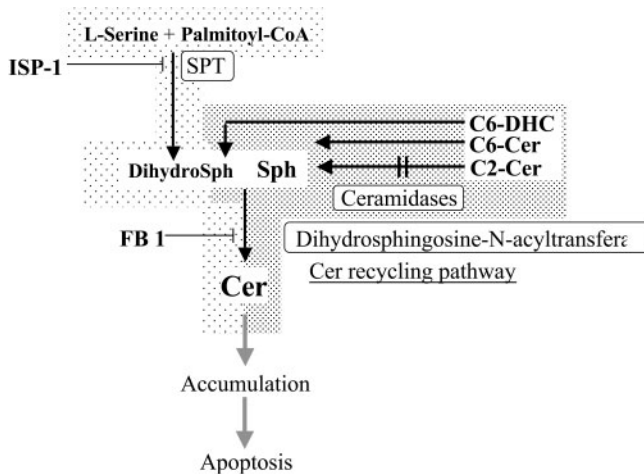 L-Serine + Palmitoyl-CoA
ISP-1
SPT
C6-DHC
C6-Cer
DihydroSph Sph
C2-Cer
Ceramidases
FB 1
Dihydrosphingosine-N-acyltransfera
Cer recycling pathway
Cer
Accumulation
Apoptosis